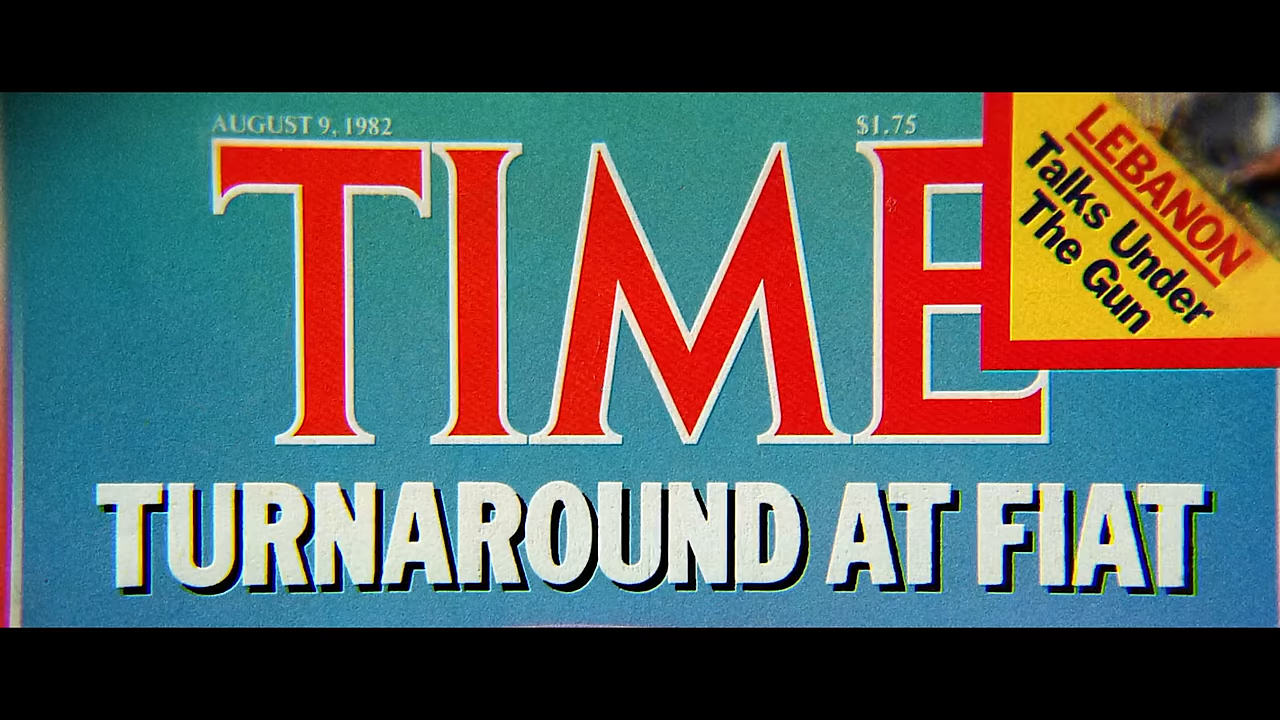 AUGUST 9, 1982
$1.75
TIME
LEBANON
Talks Under
The Gun
TURNAROUND AT FIAT